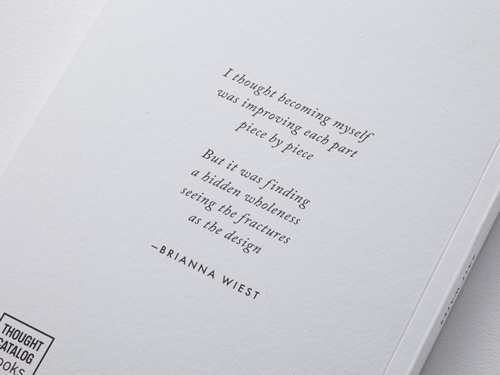 I thought becoming myself
was improving each part
piece by piece
But it was finding
a hidden wholeness
seeing the fractures
as the design
—BRIANNA WIEST
THOUGHT
CATALOG
Books